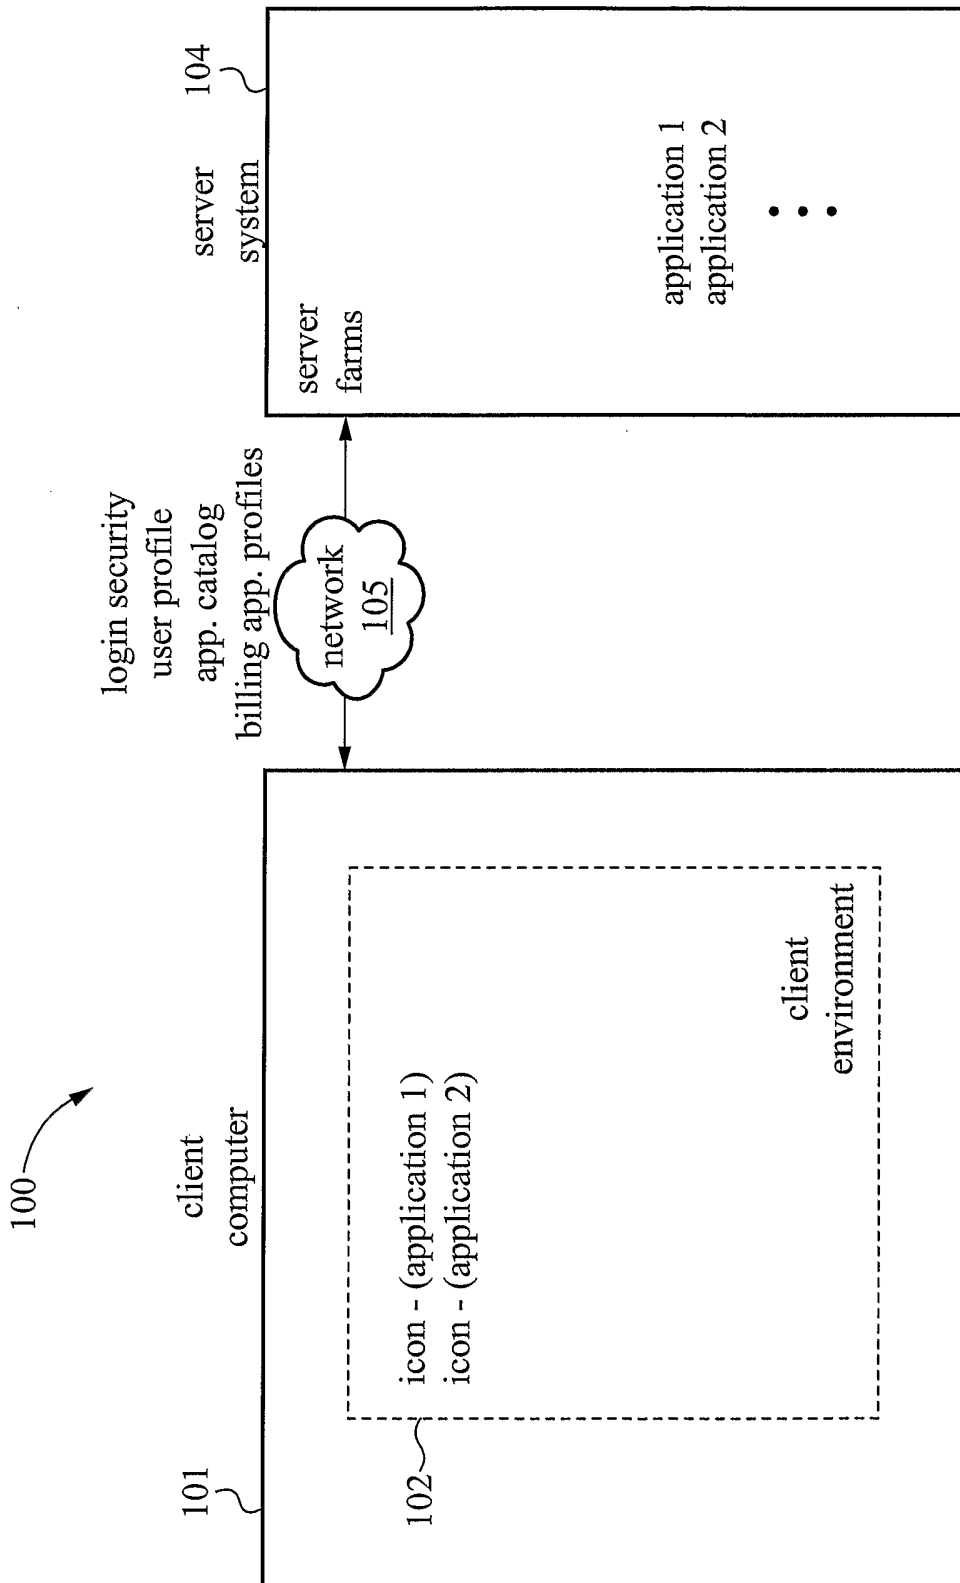 100
101
client
computer
102
icon - (application 1)
icon - (application 2)
client
environment
login security
user profile
app. catalog
billing app. profiles
network
105
server
system
104
server
farms
application 1
application 2